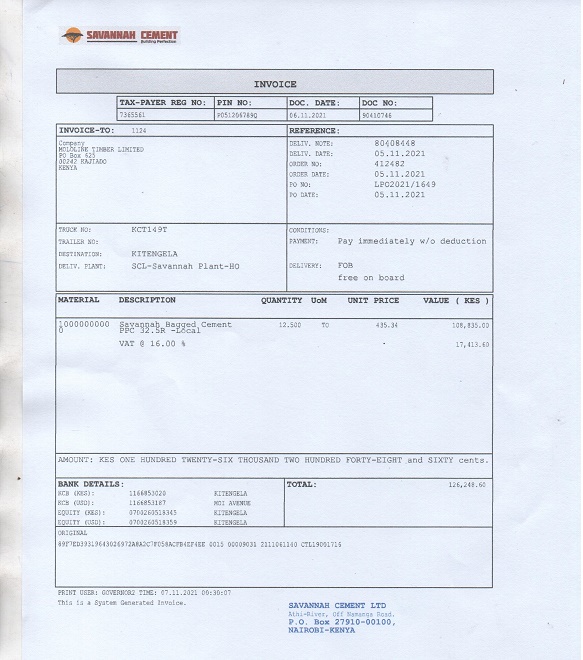 SAVANNAH CEMENT
Building Perfection
INVOICE
TAX-PAYER REG NO: PIN NO: DOC. DATE: DOC NO:
7365561 P051206789Q 06.11.2021 90410746
INVOICE-TO: 1124 REFERENCE:
Company
MOLOLINE TIMBER LIMITED
PO Box 625
00242 KAJIADO
KENYA
DELIV. NOTE: 80408448
DELIV. DATE: 05.11.2021
ORDER NO: 412482
ORDER DATE: 05.11.2021
PO NO: LPO2021/1649
PO DATE: 05.11.2021
TRUCK NO: KCT149T
TRAILER NO:
DESTINATION: KITENGELA
DELIV. PLANT: SCL-Savannah Plant-HO
CONDITIONS:
PAYMENT: Pay immediately w/o deduction
DELIVERY: FOB
free on board
MATERIAL DESCRIPTION QUANTITY UoM UNIT PRICE VALUE ( KES )
1000000000 Savannah Bagged Cement 12.500 TO 435.34 108,835.00
0 PPC 32.5R -Local
VAT @ 16.00 % 17,413.60
AMOUNT: KES ONE HUNDRED TWENTY-SIX THOUSAND TWO HUNDRED FORTY-EIGHT and SIXTY cents.
BANK DETAILS: TOTAL: 126,248.60
KCB (KES): 1166853020 KITENGELA
KCB (USD): 1166853187 MOI AVENUE
EQUITY (KES): 0700260518345 KITENGELA
EQUITY (USD): 0700260518359 KITENGELA
ORIGINAL
0015 00009031 2111061140
PRINT USER: GOVERNOR2 TIME: 07.11.2021 00:30:07
This is a System Generated Invoice.
SAVANNAH CEMENT LTD
Athi-River, Off Namanga Road.
P.O. Box 27910-00100,
NAIROBI-KENYA